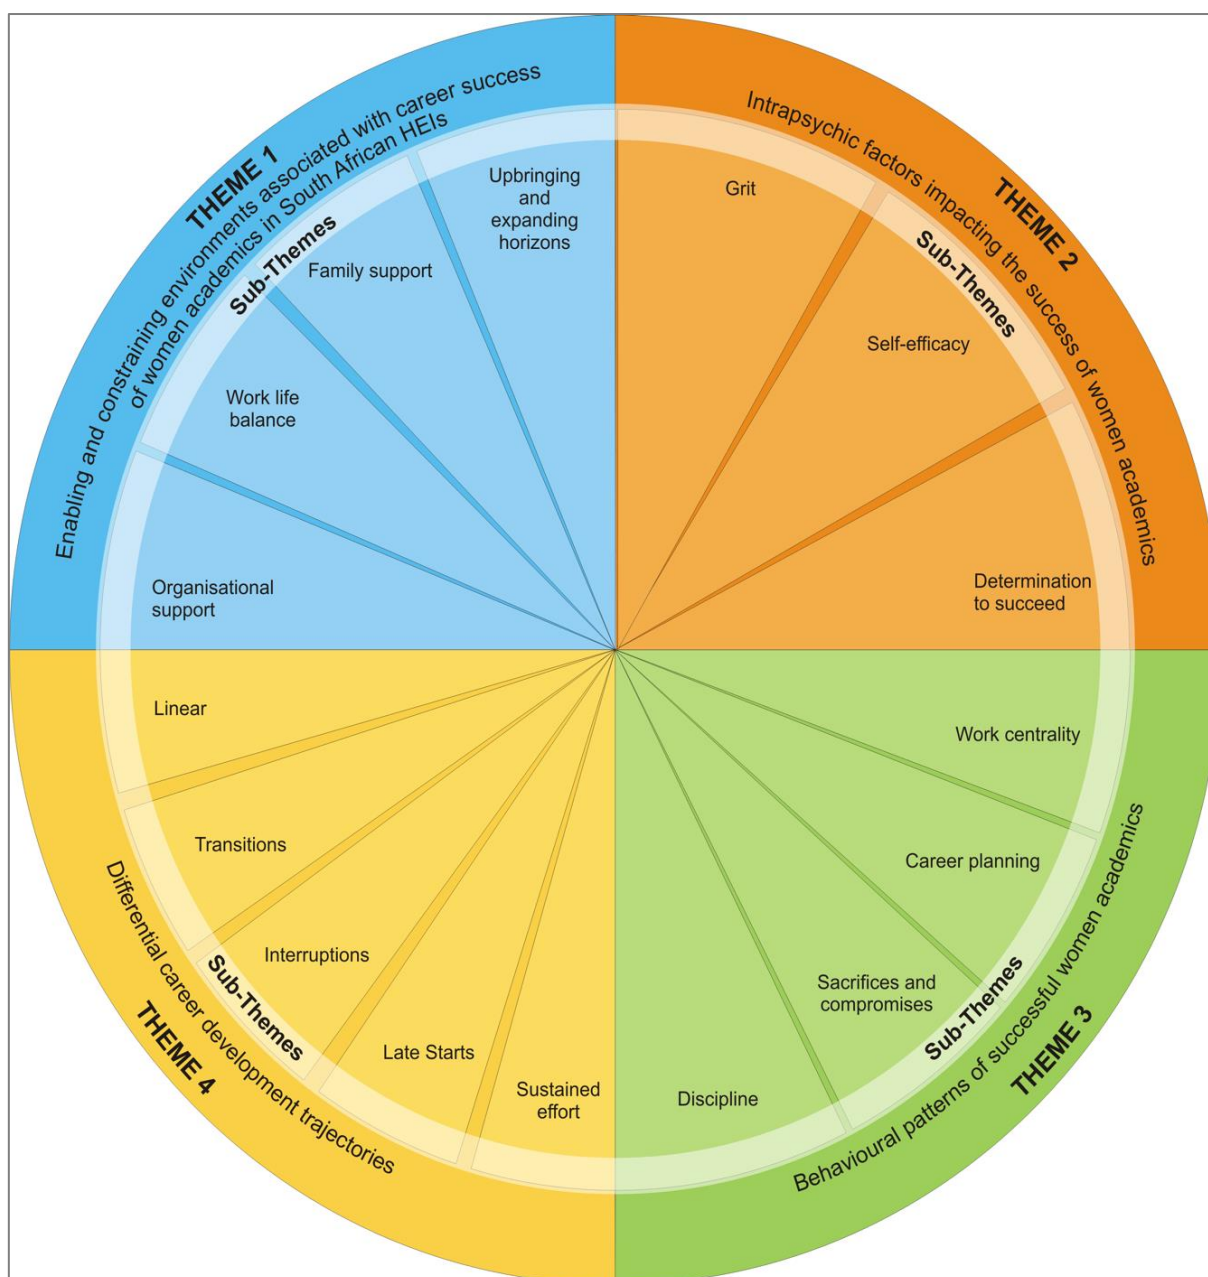 THEME 1
Enabling and constraining environments associated with career success
of women academics in South African HEIs
Sub-Themes
Upbringing
and
expanding
horizons
Family support
Work life
balance
Organisational
support
THEME 2
Intrapsychic factors impacting the success of women academics
Sub-Themes
Grit
Self-efficacy
Determination
to succeed
THEME 3
Behavioural patterns of successful women academics
Sub-Themes
Work centrality
Career planning
Sacrifices and
compromises
Discipline
THEME 4
Differential career development trajectories
Sub-Themes
Linear
Transitions
Interruptions
Late Starts
Sustained
effort